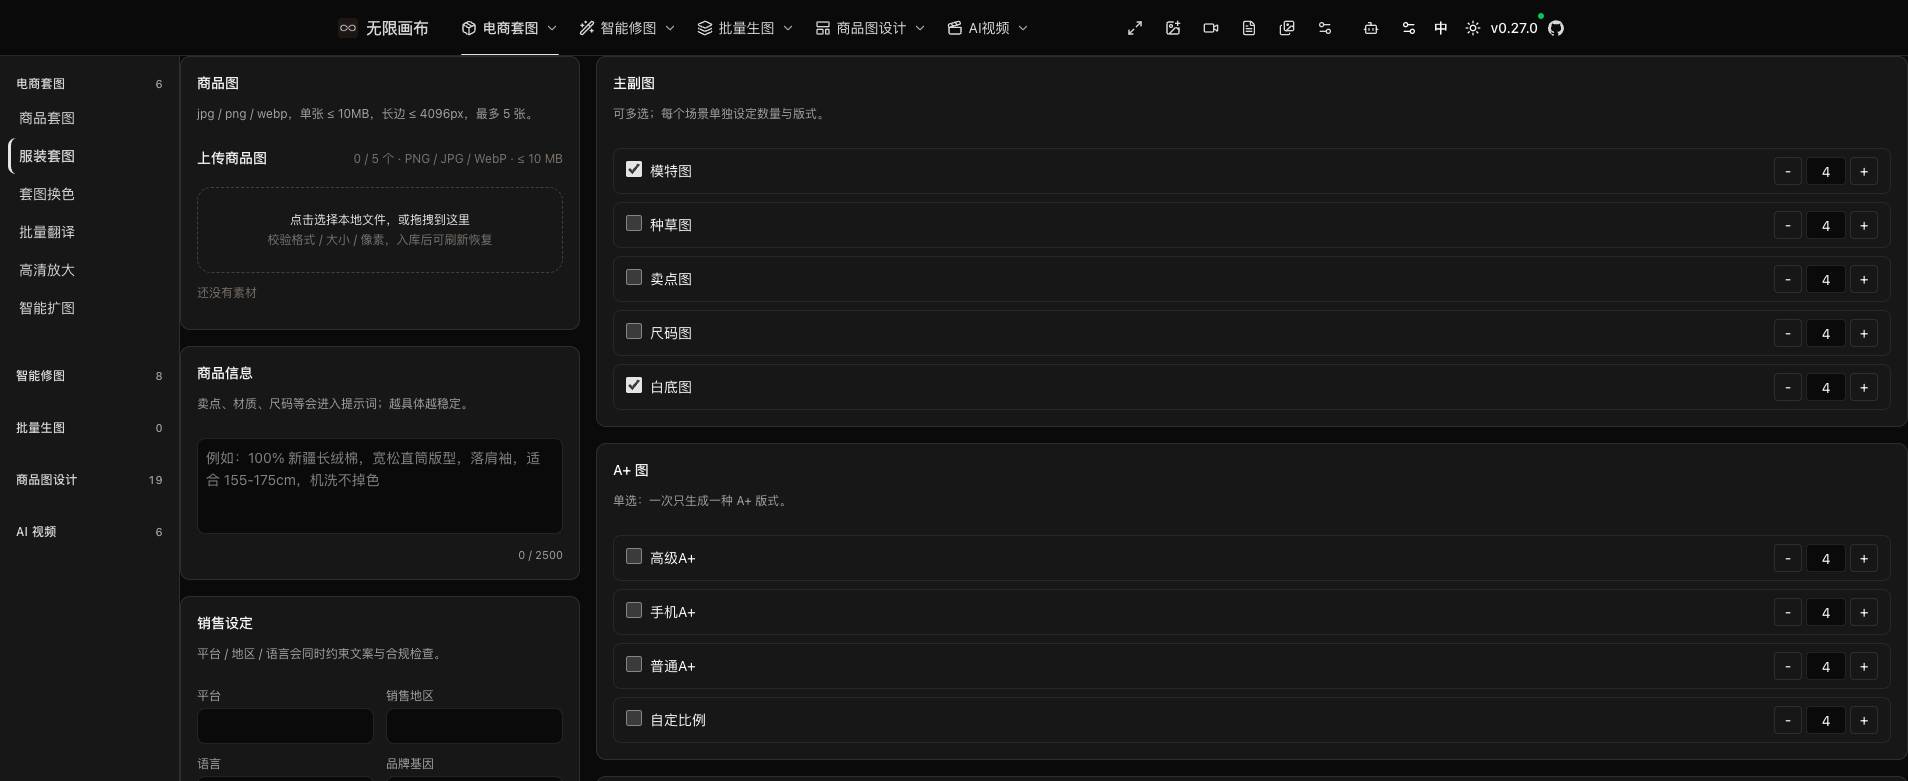 无限画布
电商套图
智能修图
批量生图
商品图设计
AI视频
中
v0.27.0
电商套图 6
商品套图
服装套图
套图换色
批量翻译
高清放大
智能扩图
智能修图 8
批量生图 0
商品图设计 19
AI 视频 6
商品图
jpg / png / webp，单张 ≤ 10MB，长边 ≤ 4096px，最多 5 张。
上传商品图 0 / 5 个 · PNG / JPG / WebP · ≤ 10 MB
点击选择本地文件，或拖拽到这里
校验格式 / 大小 / 像素，入库后可刷新恢复
还没有素材
商品信息
卖点、材质、尺码等会进入提示词；越具体越稳定。
例如：100% 新疆长绒棉，宽松直筒版型，落肩袖，适
合 155-175cm，机洗不掉色
0 / 2500
销售设定
平台 / 地区 / 语言会同时约束文案与合规检查。
平台 销售地区
语言 品牌基因
主副图
可多选；每个场景单独设定数量与版式。
模特图 - 4 +
种草图 - 4 +
卖点图 - 4 +
尺码图 - 4 +
白底图 - 4 +
A+ 图
单选：一次只生成一种 A+ 版式。
高级A+ - 4 +
手机A+ - 4 +
普通A+ - 4 +
自定比例 - 4 +